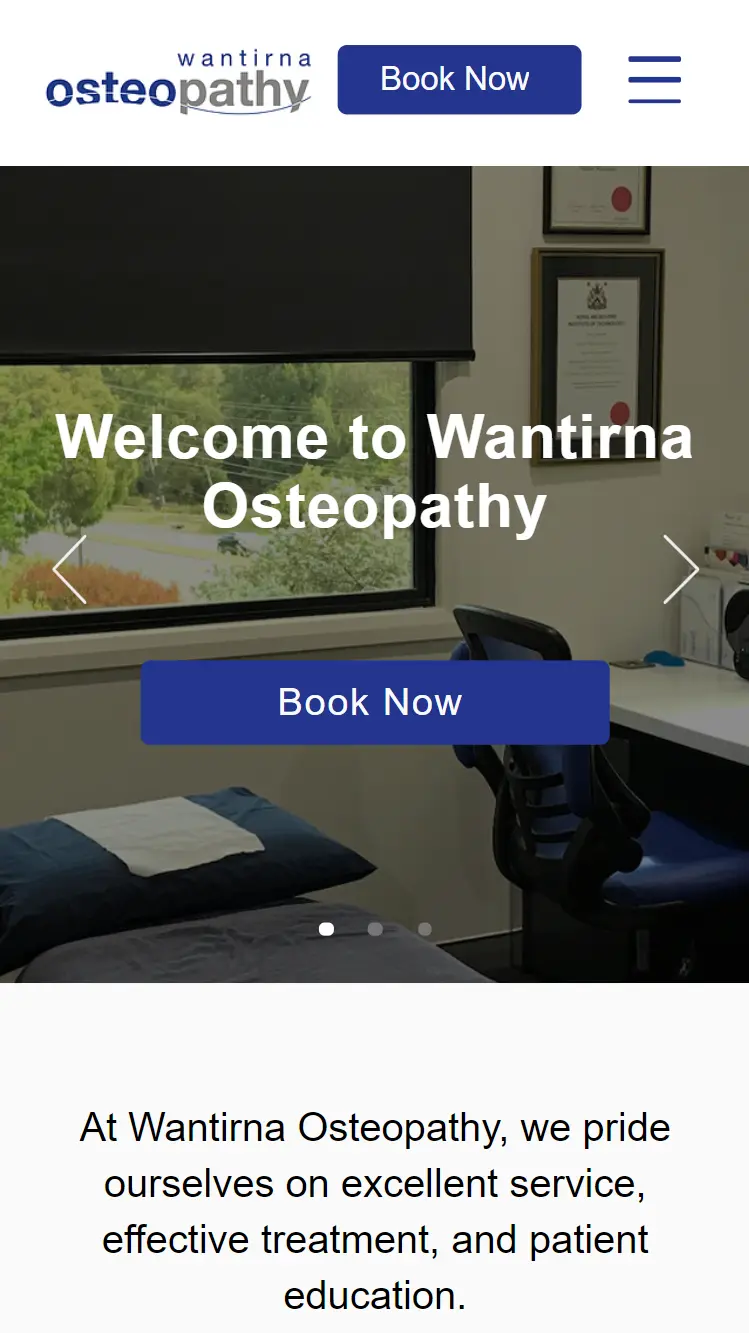 wantirna
osteopathy
Book Now
Welcome to Wantirna
Osteopathy
Book Now
At Wantirna Osteopathy, we pride
ourselves on excellent service,
effective treatment, and patient
education.